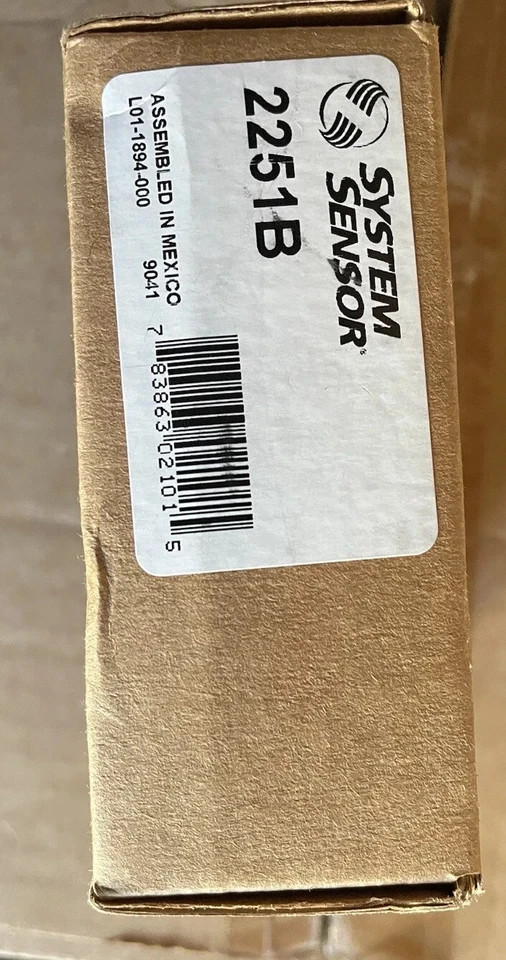 SYSTEM
SENSOR®
2251B
ASSEMBLED IN MEXICO
L01-1894-000 9041
7 83863 02101 5